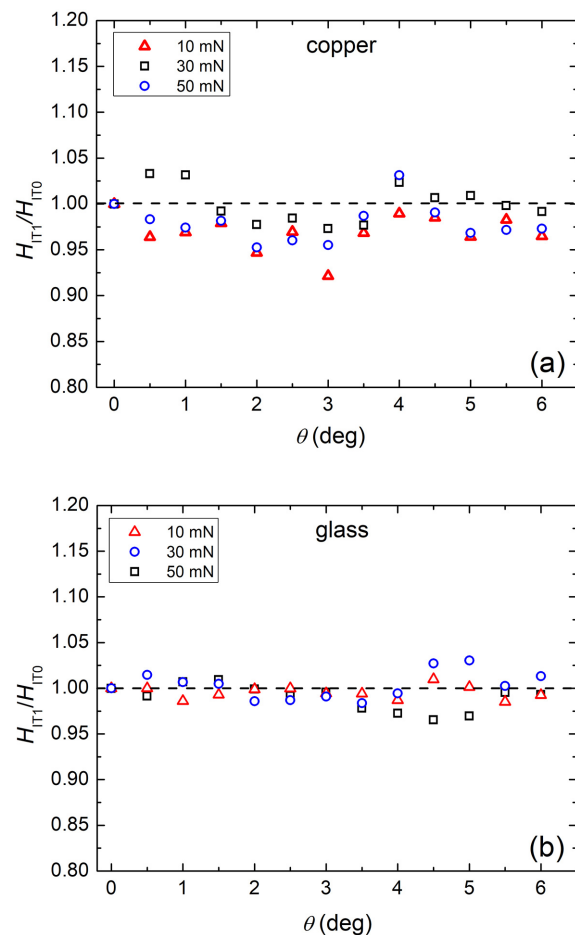 1.20
1.15
1.10
1.05
1.00
0.95
0.90
0.85
0.80
H_IT1/H_IT0
10 mN
30 mN
50 mN
copper
(a)
0 1 2 3 4 5 6
θ (deg)
1.20
1.15
1.10
1.05
1.00
0.95
0.90
0.85
0.80
H_IT1/H_IT0
10 mN
30 mN
50 mN
glass
(b)
0 1 2 3 4 5 6
θ (deg)